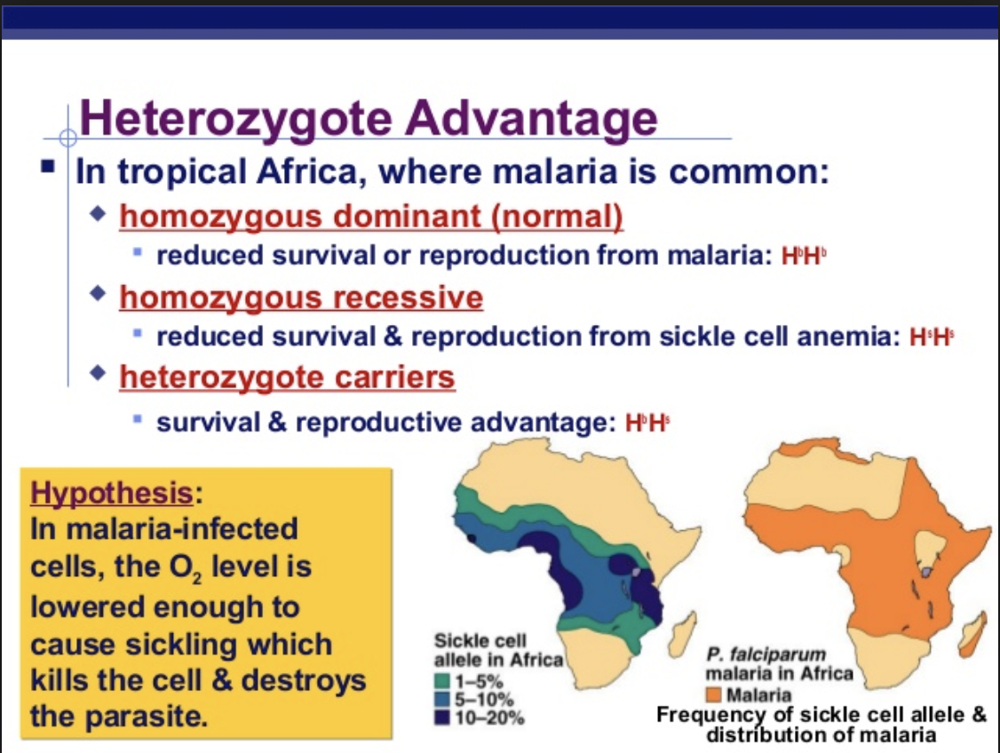 Heterozygote Advantage
In tropical Africa, where malaria is common:
homozygous dominant (normal)
reduced survival or reproduction from malaria: HᵇHᵇ
homozygous recessive
reduced survival & reproduction from sickle cell anemia: HˢHˢ
heterozygote carriers
survival & reproductive advantage: HᵇHˢ
Hypothesis:
In malaria-infected
cells, the O₂ level is
lowered enough to
cause sickling which
kills the cell & destroys
the parasite.
Sickle cell
allele in Africa
1–5%
5–10%
10–20%
P. falciparum
malaria in Africa
Malaria
Frequency of sickle cell allele &
distribution of malaria